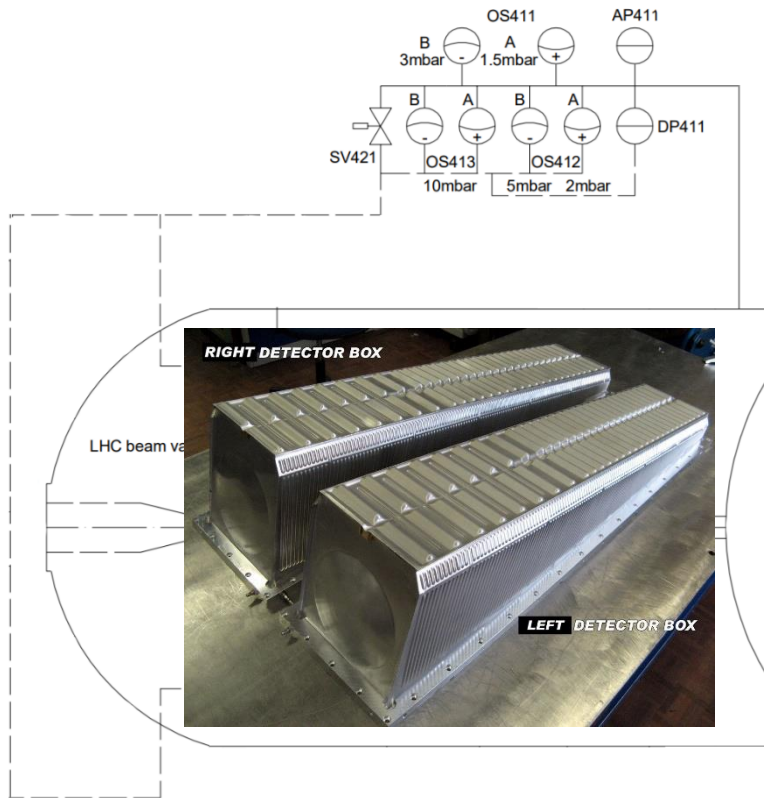 OS411
AP411
B
A
3mbar
1.5mbar
-
+
B
A
B
A
-
+
-
+
DP411
SV421
OS413
OS412
10mbar
5mbar
2mbar
RIGHT DETECTOR BOX
LHC beam
LEFT DETECTOR BOX